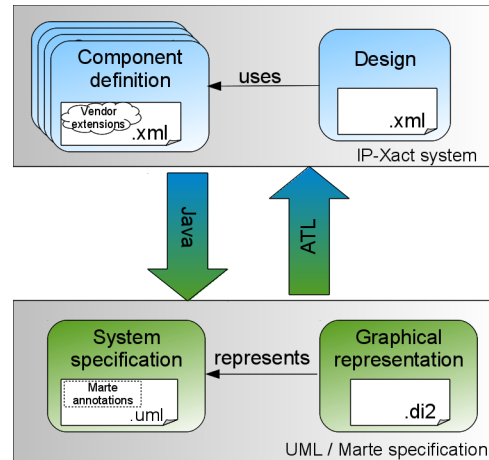 Component
definition
Vendor
extensions
.xml
uses
Design
.xml
IP-Xact system
Java
ATL
System
specification
Marte
annotations
.uml
represents
Graphical
representation
.di2
UML / Marte specification